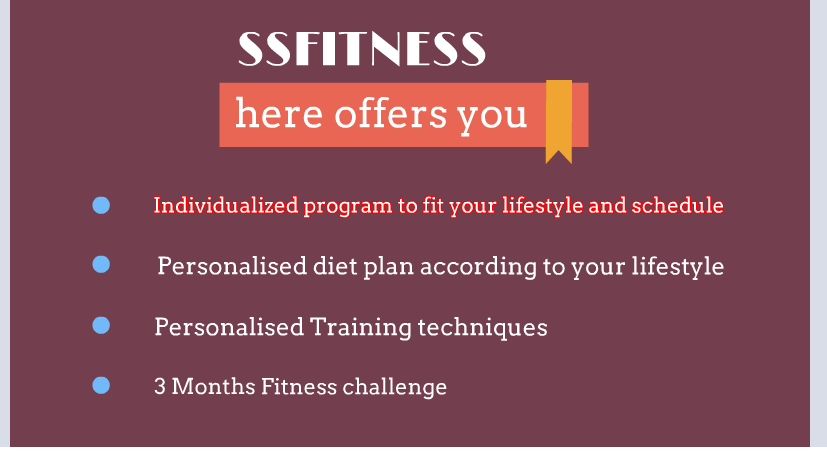 SSFITNESS
here offers you
Individualized program to fit your lifestyle and schedule
Personalised diet plan according to your lifestyle
Personalised Training techniques
3 Months Fitness challenge